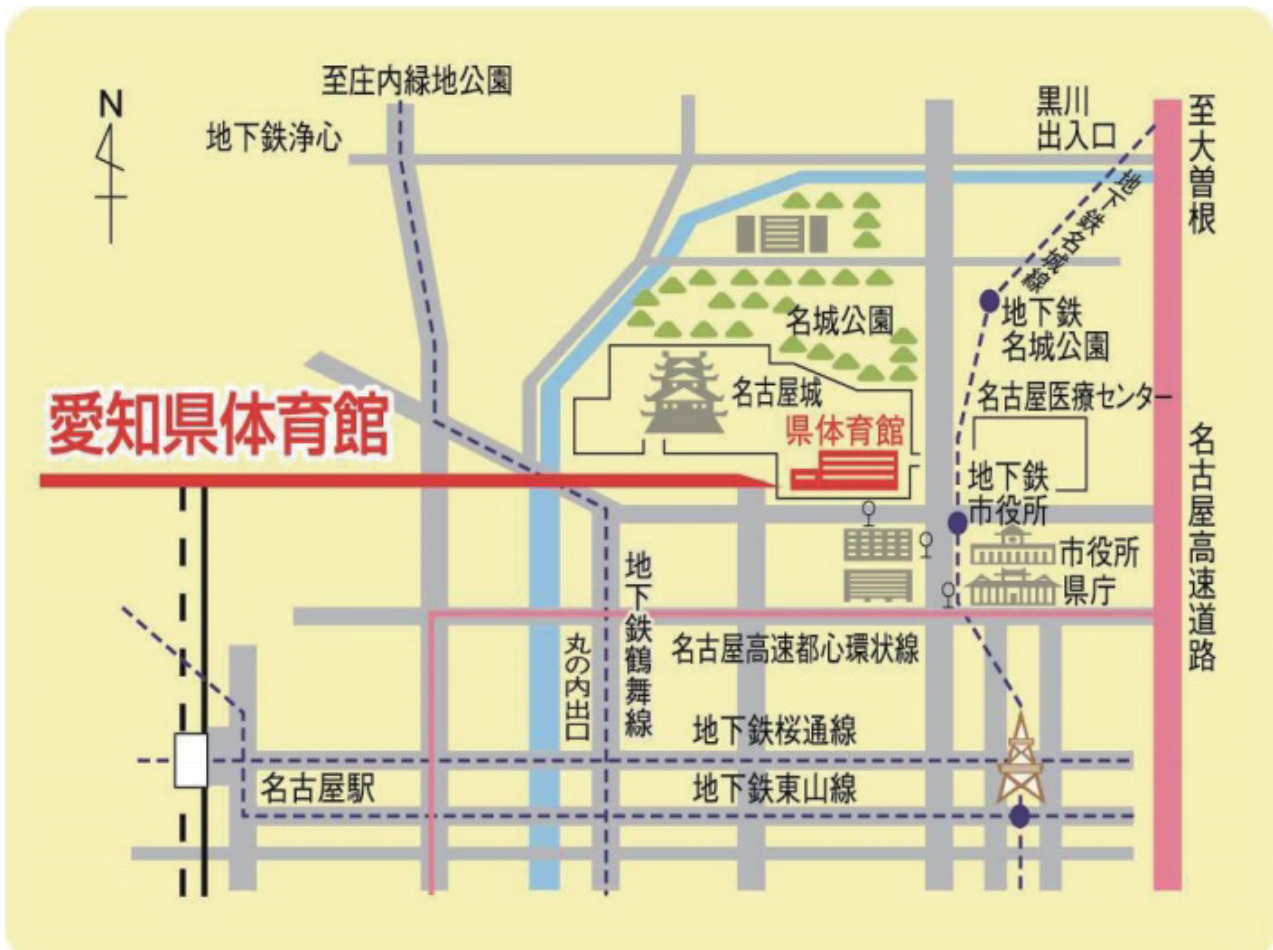 至庄内緑地公園
N
地下鉄浄心
黒川
出入口
至大曽根
地下鉄名城線
地下鉄
名城公園
名城公園
名古屋城
名古屋医療センター
愛知県体育館
県体育館
地下鉄
市役所
名古屋高速道路
市役所
県庁
地下鉄鶴舞線
丸の内出口
名古屋高速都心環状線
地下鉄桜通線
名古屋駅
地下鉄東山線